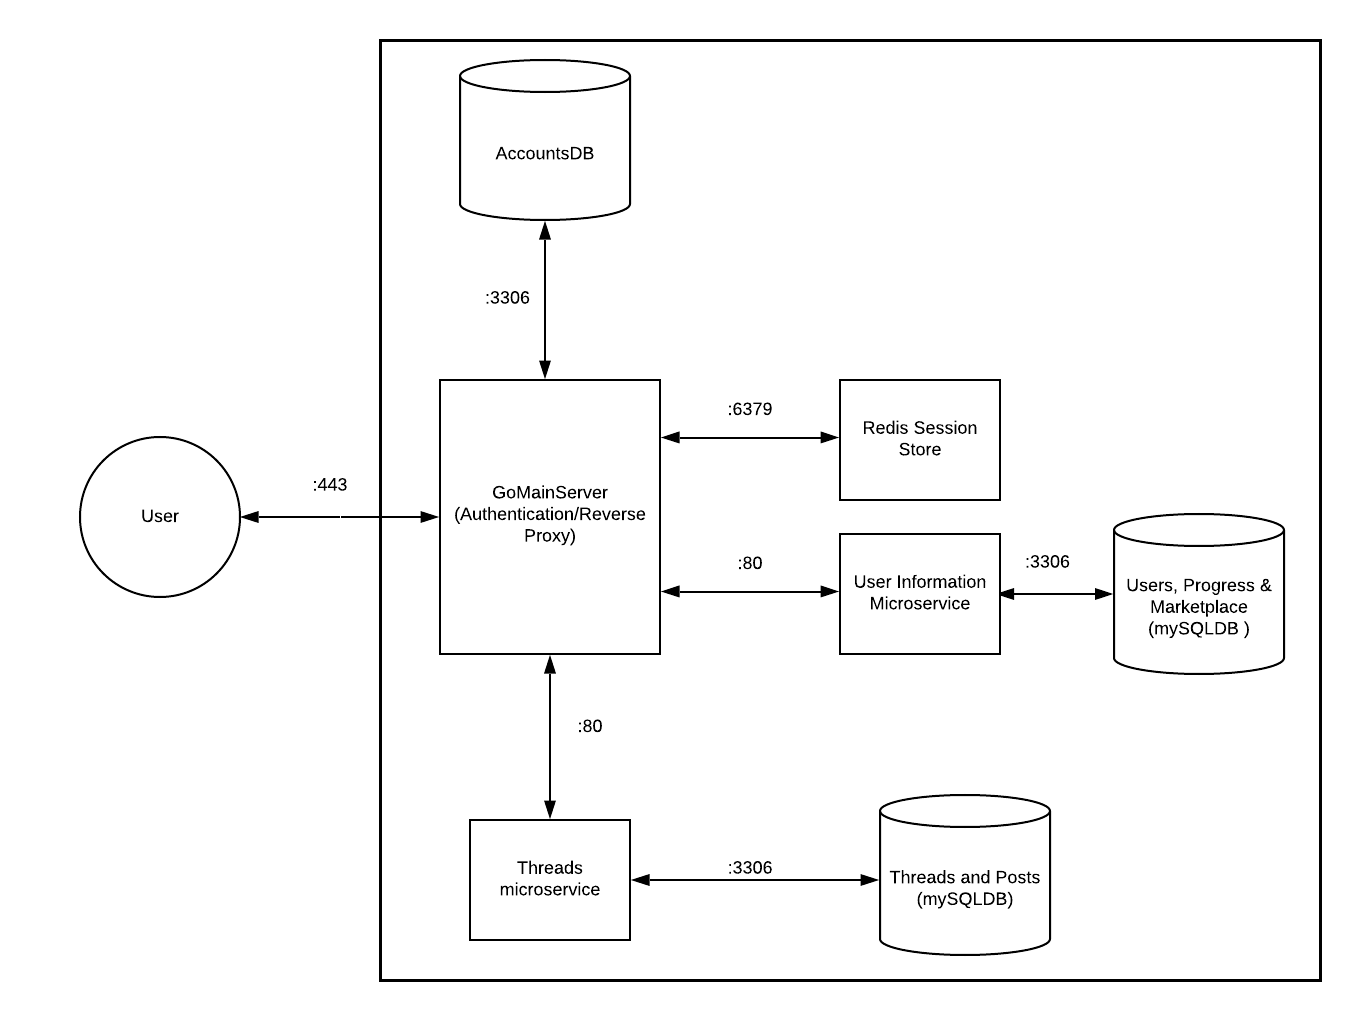 AccountsDB
:3306
:6379
Redis Session
Store
:443
User
GoMainServer
(Authentication/Reverse
Proxy)
:80
User Information
Microservice
:3306
Users, Progress &
Marketplace
(mySQLDB )
:80
Threads
microservice
:3306
Threads and Posts
(mySQLDB)